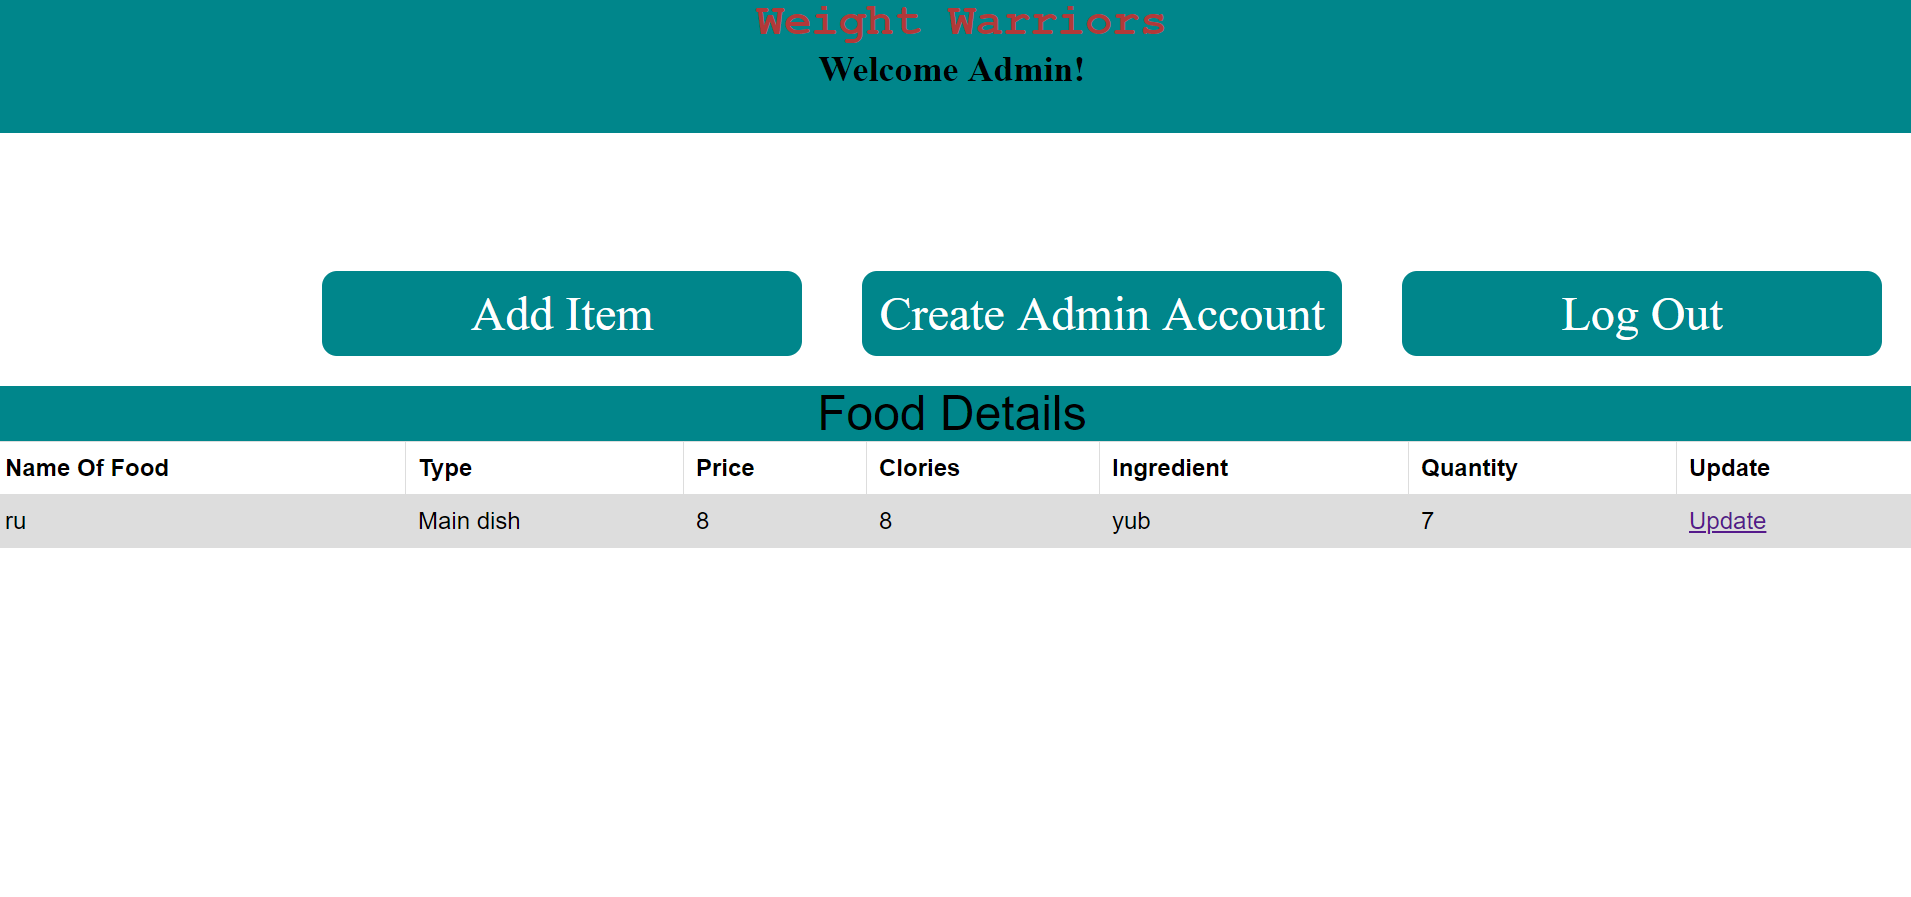 Weight Warriors
Welcome Admin!
Add Item Create Admin Account Log Out
Food Details
Name Of Food Type Price Clories Ingredient Quantity Update
ru Main dish 8 8 yub 7 Update